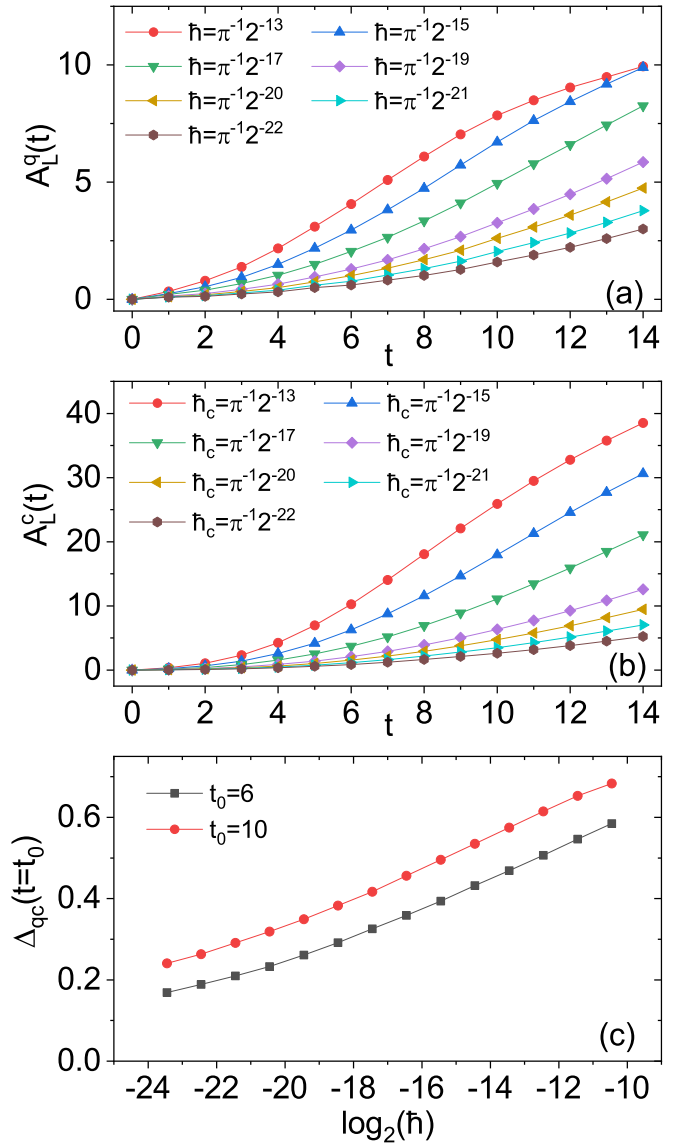 ħ=π⁻¹2⁻¹³ ħ=π⁻¹2⁻¹⁵
ħ=π⁻¹2⁻¹⁷ ħ=π⁻¹2⁻¹⁹
ħ=π⁻¹2⁻²⁰ ħ=π⁻¹2⁻²¹
ħ=π⁻¹2⁻²²
A_L^q(t)
10
5
0
(a)
0 2 4 6 8 10 12 14
t
ħ_c=π⁻¹2⁻¹³ ħ_c=π⁻¹2⁻¹⁵
ħ_c=π⁻¹2⁻¹⁷ ħ_c=π⁻¹2⁻¹⁹
ħ_c=π⁻¹2⁻²⁰ ħ_c=π⁻¹2⁻²¹
ħ_c=π⁻¹2⁻²²
A_L^c(t)
40
30
20
10
0
(b)
0 2 4 6 8 10 12 14
t
t₀=6
t₀=10
Δ_qc(t=t₀)
0.6
0.4
0.2
0.0
(c)
-24 -22 -20 -18 -16 -14 -12 -10
log₂(ħ)